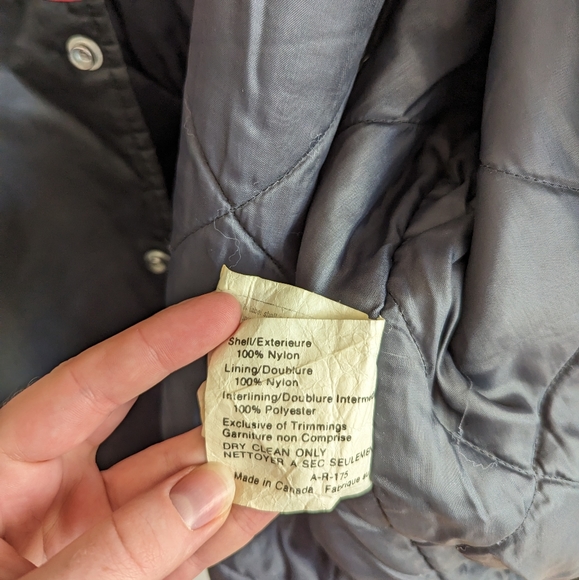 Shell/Exterieure
100% Nylon
Lining/Doublure
100% Nylon
Interlining/Doublure
100% Polyester
Exclusive of Trimmings
Garniture non Comprise
DRY CLEAN ONLY
NETTOYER A SEC
A-R-175
Made in Canada